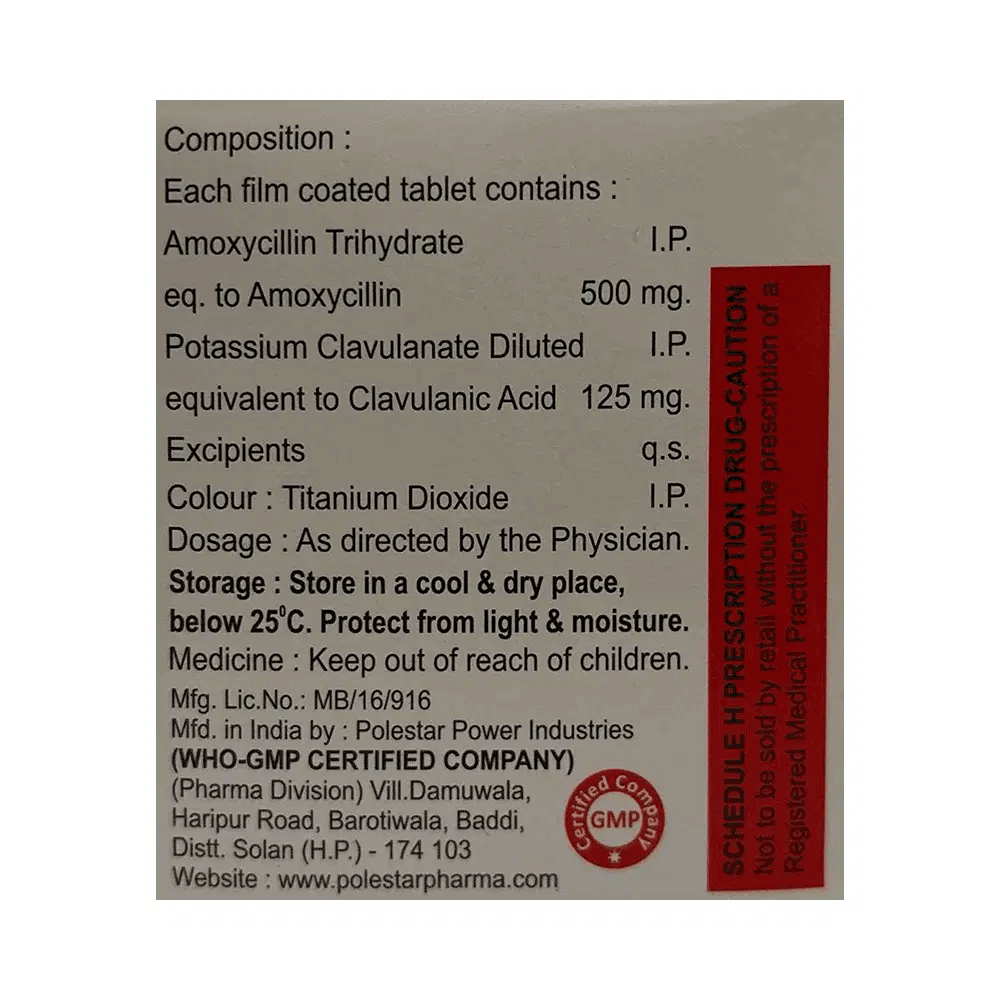 Composition :
Each film coated tablet contains :
Amoxycillin Trihydrate I.P.
eq. to Amoxycillin 500 mg.
Potassium Clavulanate Diluted I.P.
equivalent to Clavulanic Acid 125 mg.
Excipients q.s.
Colour : Titanium Dioxide I.P.
Dosage : As directed by the Physician.
Storage : Store in a cool & dry place,
below 25⁰C. Protect from light & moisture.
Medicine : Keep out of reach of children.
Mfg. Lic.No.: MB/16/916
Mfd. in India by : Polestar Power Industries
(WHO-GMP CERTIFIED COMPANY)
(Pharma Division) Vill.Damuwala,
Haripur Road, Barotiwala, Baddi,
Distt. Solan (H.P.) - 174 103
Website : www.polestarpharma.com
Certified Company
GMP
SCHEDULE H PRESCRIPTION DRUG-CAUTION
Not to be sold by retail without the prescription of a
Registered Medical Practitioner.